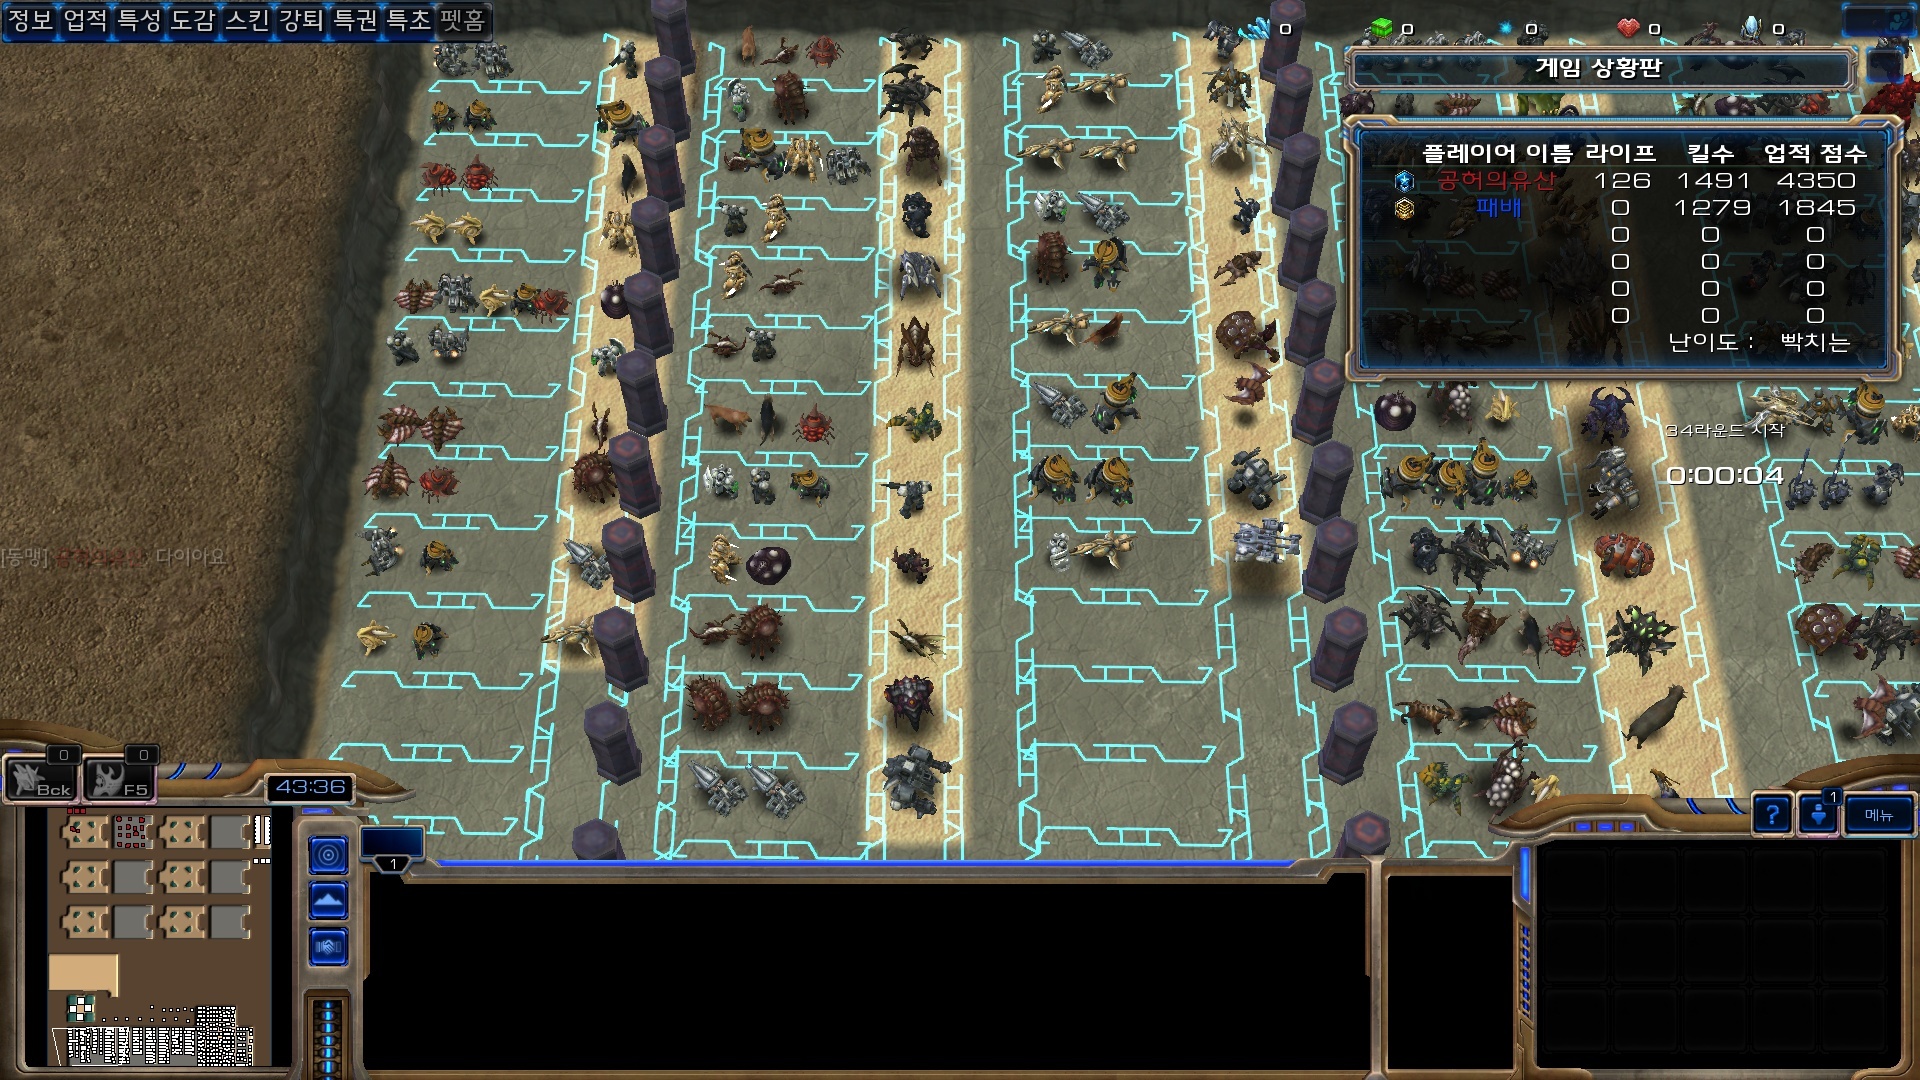 정보 업적 특성 도감 스킨 강퇴 특권 특초 펫홈
0 0 0 0 0
게임 상황판
플레이어 이름 라이프 킬수 업적 점수
공허의유산 126 1491 4350
패배 0 1279 1845
0 0 0
0 0 0
0 0 0
0 0 0
난이도 : 빡치는
34라운드 시작
0:00:04
[동맹] 다이아요
0 0
Bck F5
43:36
1
?
1
메뉴